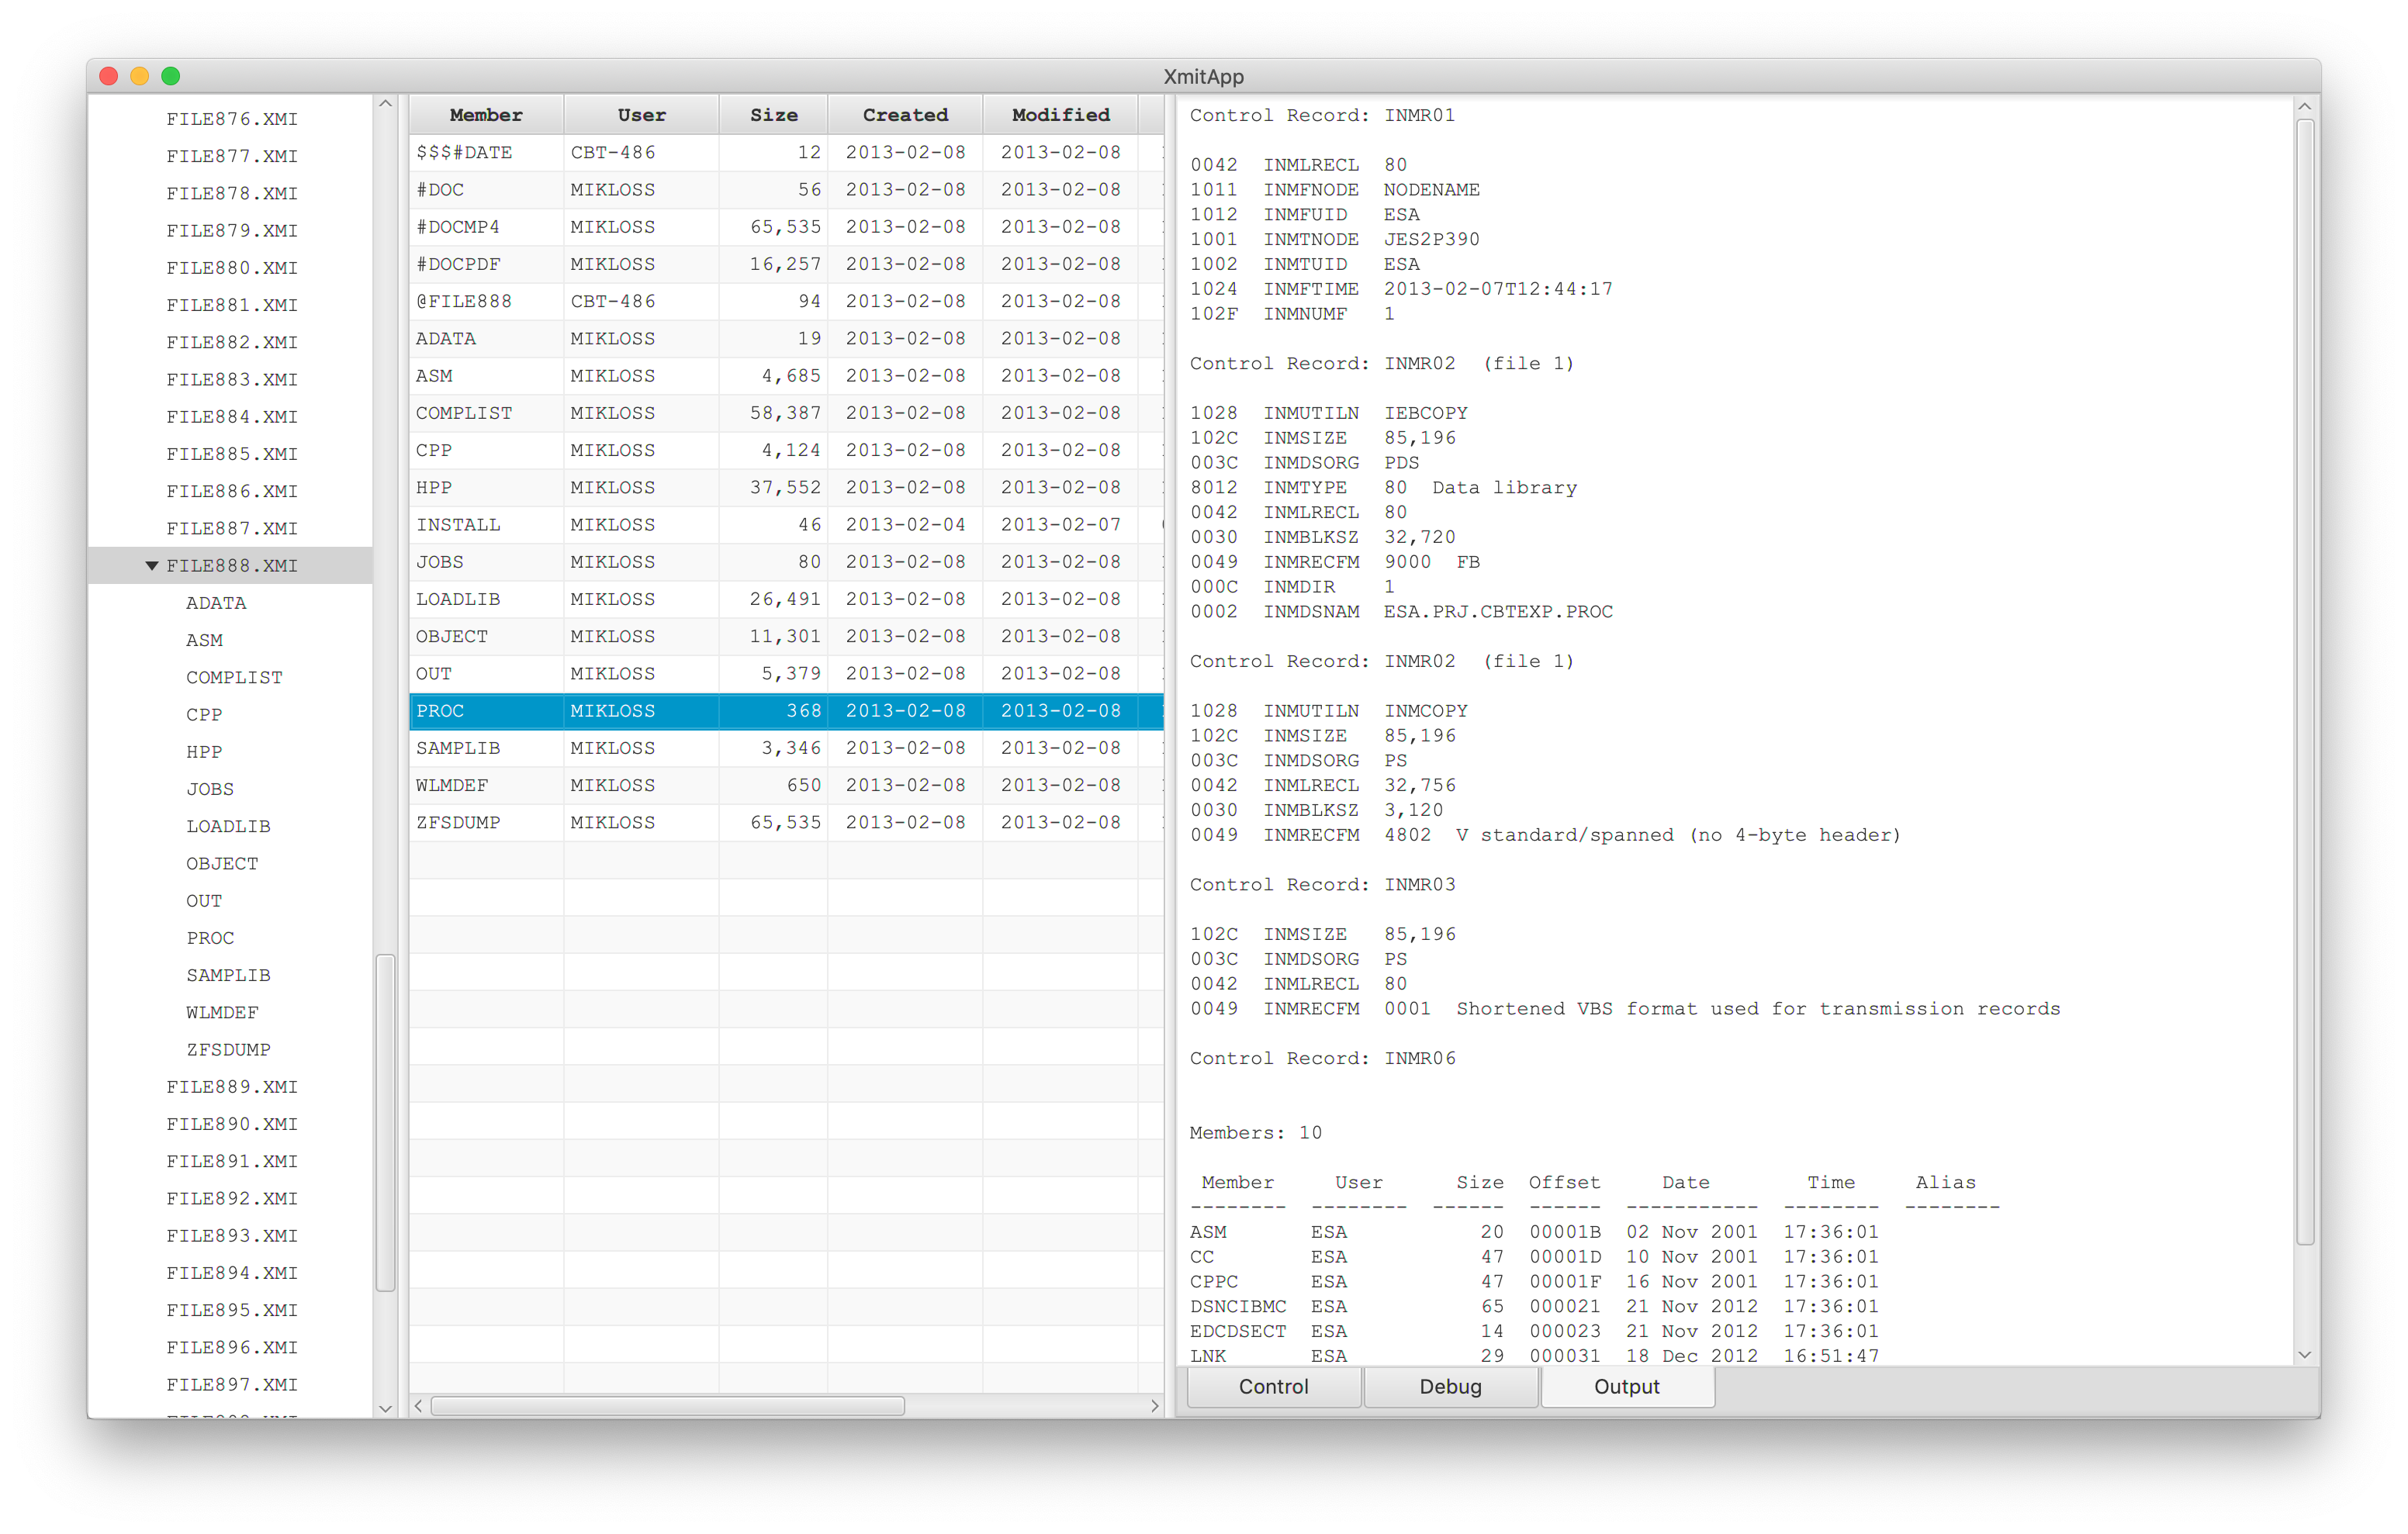 XmitApp
FILE876.XMI
FILE877.XMI
FILE878.XMI
FILE879.XMI
FILE880.XMI
FILE881.XMI
FILE882.XMI
FILE883.XMI
FILE884.XMI
FILE885.XMI
FILE886.XMI
FILE887.XMI
FILE888.XMI
ADATA
ASM
COMPLIST
CPP
HPP
JOBS
LOADLIB
OBJECT
OUT
PROC
SAMPLIB
WLMDEF
ZFSDUMP
FILE889.XMI
FILE890.XMI
FILE891.XMI
FILE892.XMI
FILE893.XMI
FILE894.XMI
FILE895.XMI
FILE896.XMI
FILE897.XMI
Member User Size Created Modified
$$$#DATE CBT-486 12 2013-02-08 2013-02-08
#DOC MIKLOSS 56 2013-02-08 2013-02-08
#DOCMP4 MIKLOSS 65,535 2013-02-08 2013-02-08
#DOCPDF MIKLOSS 16,257 2013-02-08 2013-02-08
@FILE888 CBT-486 94 2013-02-08 2013-02-08
ADATA MIKLOSS 19 2013-02-08 2013-02-08
ASM MIKLOSS 4,685 2013-02-08 2013-02-08
COMPLIST MIKLOSS 58,387 2013-02-08 2013-02-08
CPP MIKLOSS 4,124 2013-02-08 2013-02-08
HPP MIKLOSS 37,552 2013-02-08 2013-02-08
INSTALL MIKLOSS 46 2013-02-04 2013-02-07
JOBS MIKLOSS 80 2013-02-08 2013-02-08
LOADLIB MIKLOSS 26,491 2013-02-08 2013-02-08
OBJECT MIKLOSS 11,301 2013-02-08 2013-02-08
OUT MIKLOSS 5,379 2013-02-08 2013-02-08
PROC MIKLOSS 368 2013-02-08 2013-02-08
SAMPLIB MIKLOSS 3,346 2013-02-08 2013-02-08
WLMDEF MIKLOSS 650 2013-02-08 2013-02-08
ZFSDUMP MIKLOSS 65,535 2013-02-08 2013-02-08
Control Record: INMR01
0042 INMLRECL 80
1011 INMFNODE NODENAME
1012 INMFUID ESA
1001 INMTNODE JES2P390
1002 INMTUID ESA
1024 INMFTIME 2013-02-07T12:44:17
102F INMNUMF 1
Control Record: INMR02 (file 1)
1028 INMUTILN IEBCOPY
102C INMSIZE 85,196
003C INMDSORG PDS
8012 INMTYPE 80 Data library
0042 INMLRECL 80
0030 INMBLKSZ 32,720
0049 INMRECFM 9000 FB
000C INMDIR 1
0002 INMDSNAM ESA.PRJ.CBTEXP.PROC
Control Record: INMR02 (file 1)
1028 INMUTILN INMCOPY
102C INMSIZE 85,196
003C INMDSORG PS
0042 INMLRECL 32,756
0030 INMBLKSZ 3,120
0049 INMRECFM 4802 V standard/spanned (no 4-byte header)
Control Record: INMR03
102C INMSIZE 85,196
003C INMDSORG PS
0042 INMLRECL 80
0049 INMRECFM 0001 Shortened VBS format used for transmission records
Control Record: INMR06
Members: 10
Member User Size Offset Date Time Alias
-------- -------- ------ ------ ----------- -------- --------
ASM ESA 20 00001B 02 Nov 2001 17:36:01
CC ESA 47 00001D 10 Nov 2001 17:36:01
CPPC ESA 47 00001F 16 Nov 2001 17:36:01
DSNCIBMC ESA 65 000021 21 Nov 2012 17:36:01
EDCDSECT ESA 14 000023 21 Nov 2012 17:36:01
LNK ESA 29 000031 18 Dec 2012 16:51:47
Control Debug Output